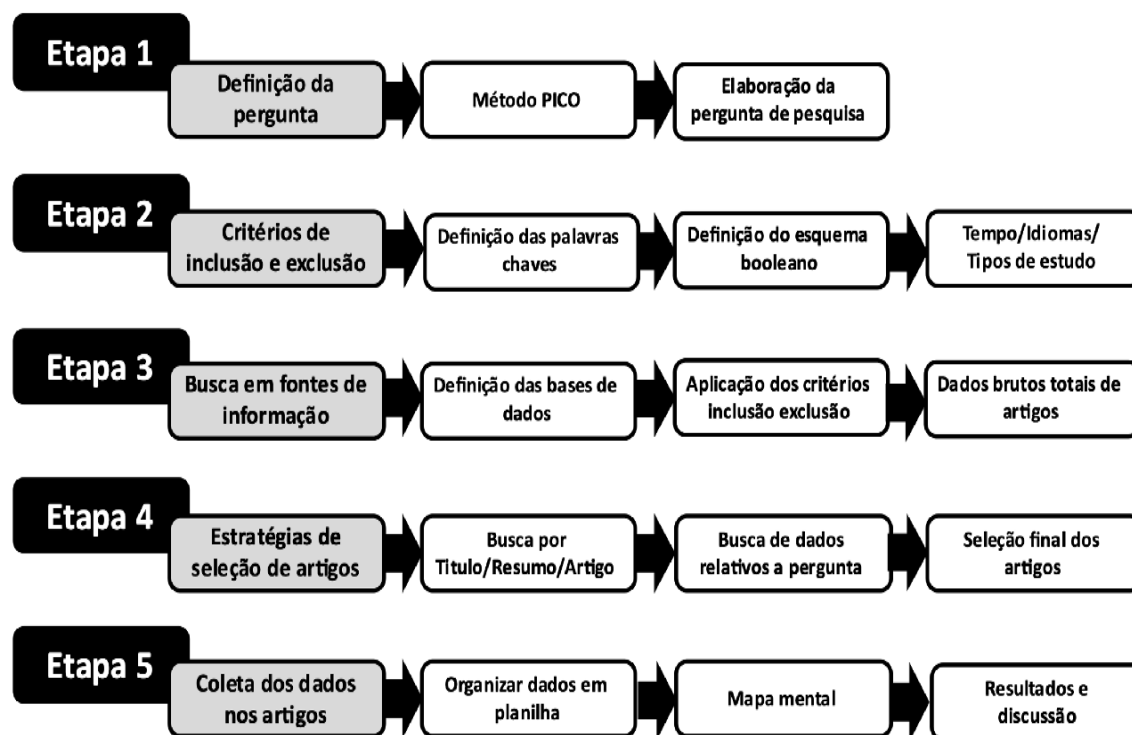 Etapa 1
Definição da
pergunta
Método PICO
Elaboração da
pergunta de pesquisa
Etapa 2
Critérios de
inclusão e exclusão
Definição das palavras
chaves
Definição do esquema
booleano
Tempo/Idiomas/
Tipos de estudo
Etapa 3
Busca em fontes de
informação
Definição das bases de
dados
Aplicação dos critérios
inclusão exclusão
Dados brutos totais de
artigos
Etapa 4
Estratégias de
seleção de artigos
Busca por
Titulo/Resumo/Artigo
Busca de dados
relativos a pergunta
Seleção final dos
artigos
Etapa 5
Coleta dos dados
nos artigos
Organizar dados em
planilha
Mapa mental
Resultados e
discussão